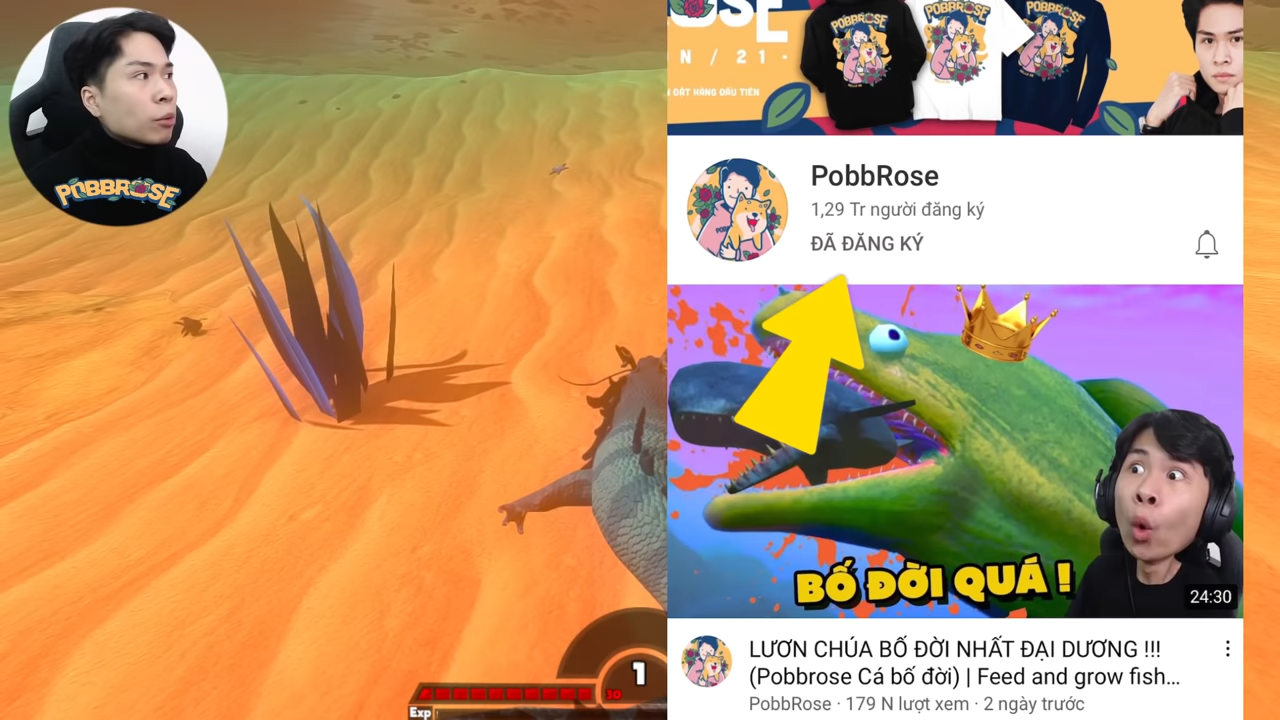 POBBROSE
OSE
N / 21
N ĐẶT HÀNG ĐẦU TIÊN
POBBROSE
POBBROSE
POBBROSE
PobbRose
1,29 Tr người đăng ký
ĐÃ ĐĂNG KÝ
BỐ ĐỜI QUÁ !
24:30
LƯƠN CHÚA BỐ ĐỜI NHẤT ĐẠI DƯƠNG !!!
(Pobbrose Cá bố đời) | Feed and grow fish...
PobbRose · 179 N lượt xem · 2 ngày trước
1
30
Exp